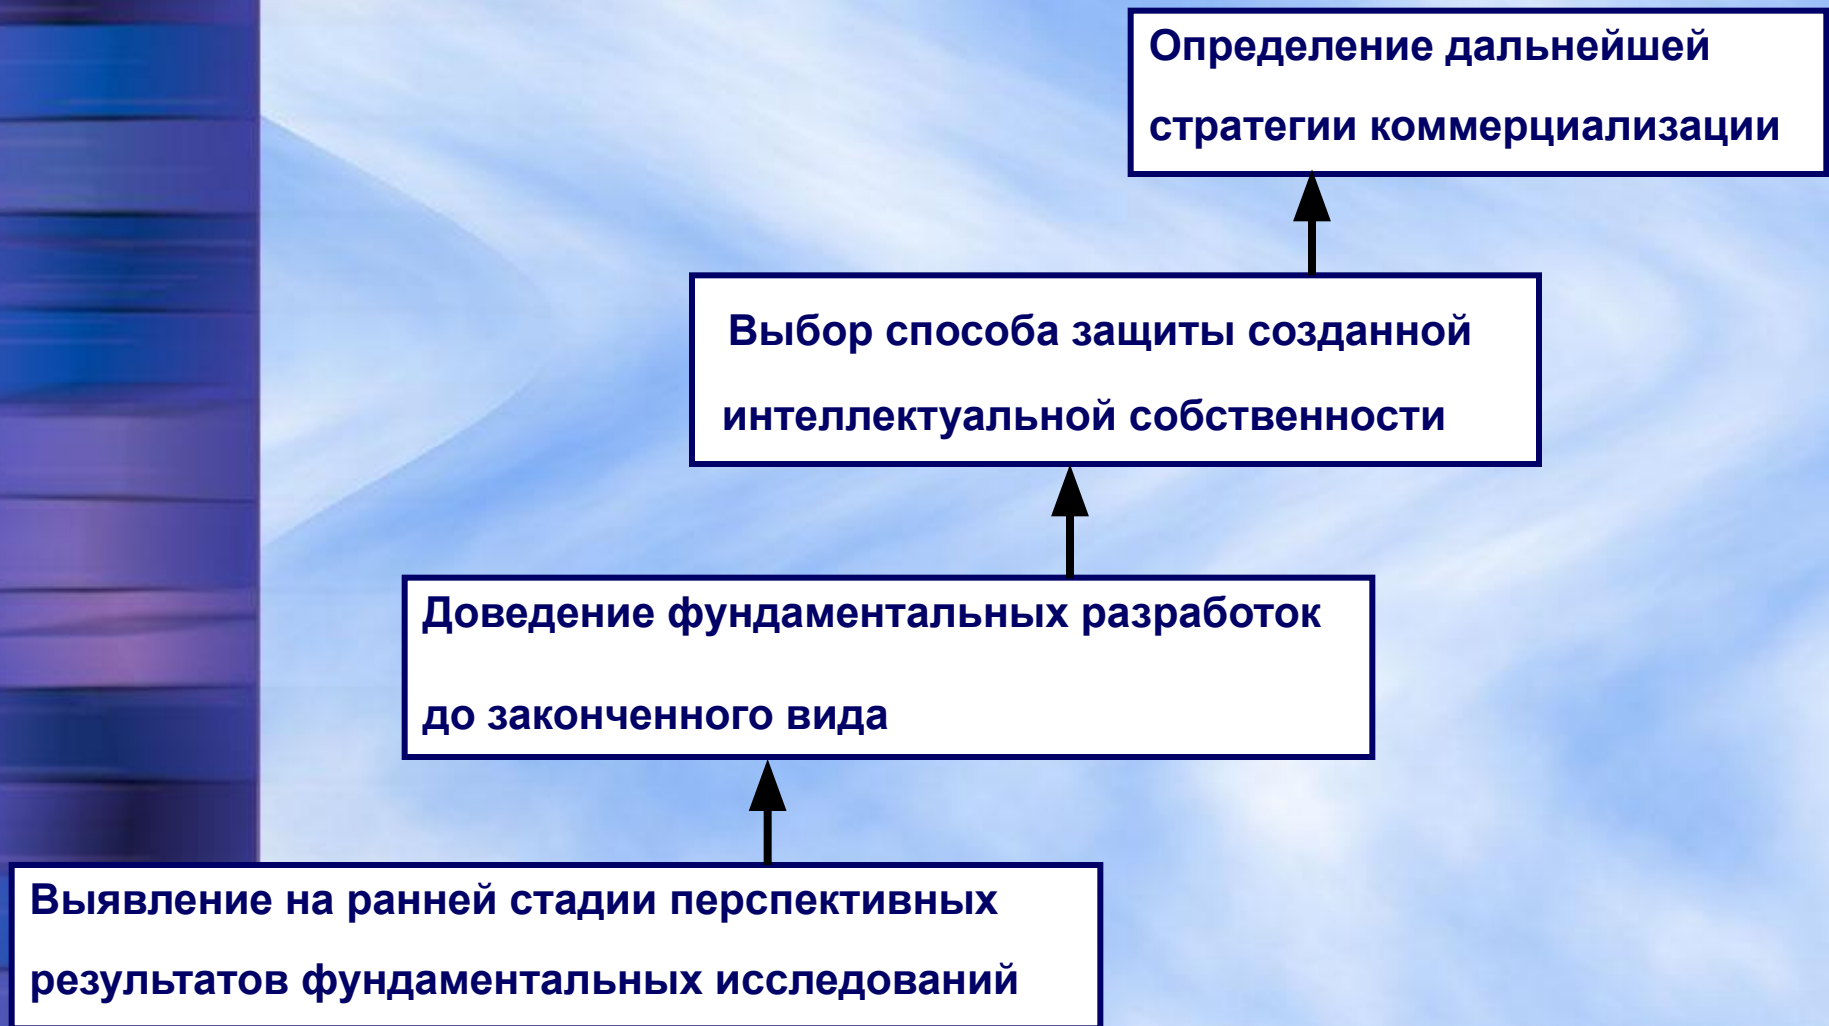 Определение дальнейшей
стратегии коммерциализации
Выбор способа защиты созданной
интеллектуальной собственности
Доведение фундаментальных разработок
до законченного вида
Выявление на ранней стадии перспективных
результатов фундаментальных исследований